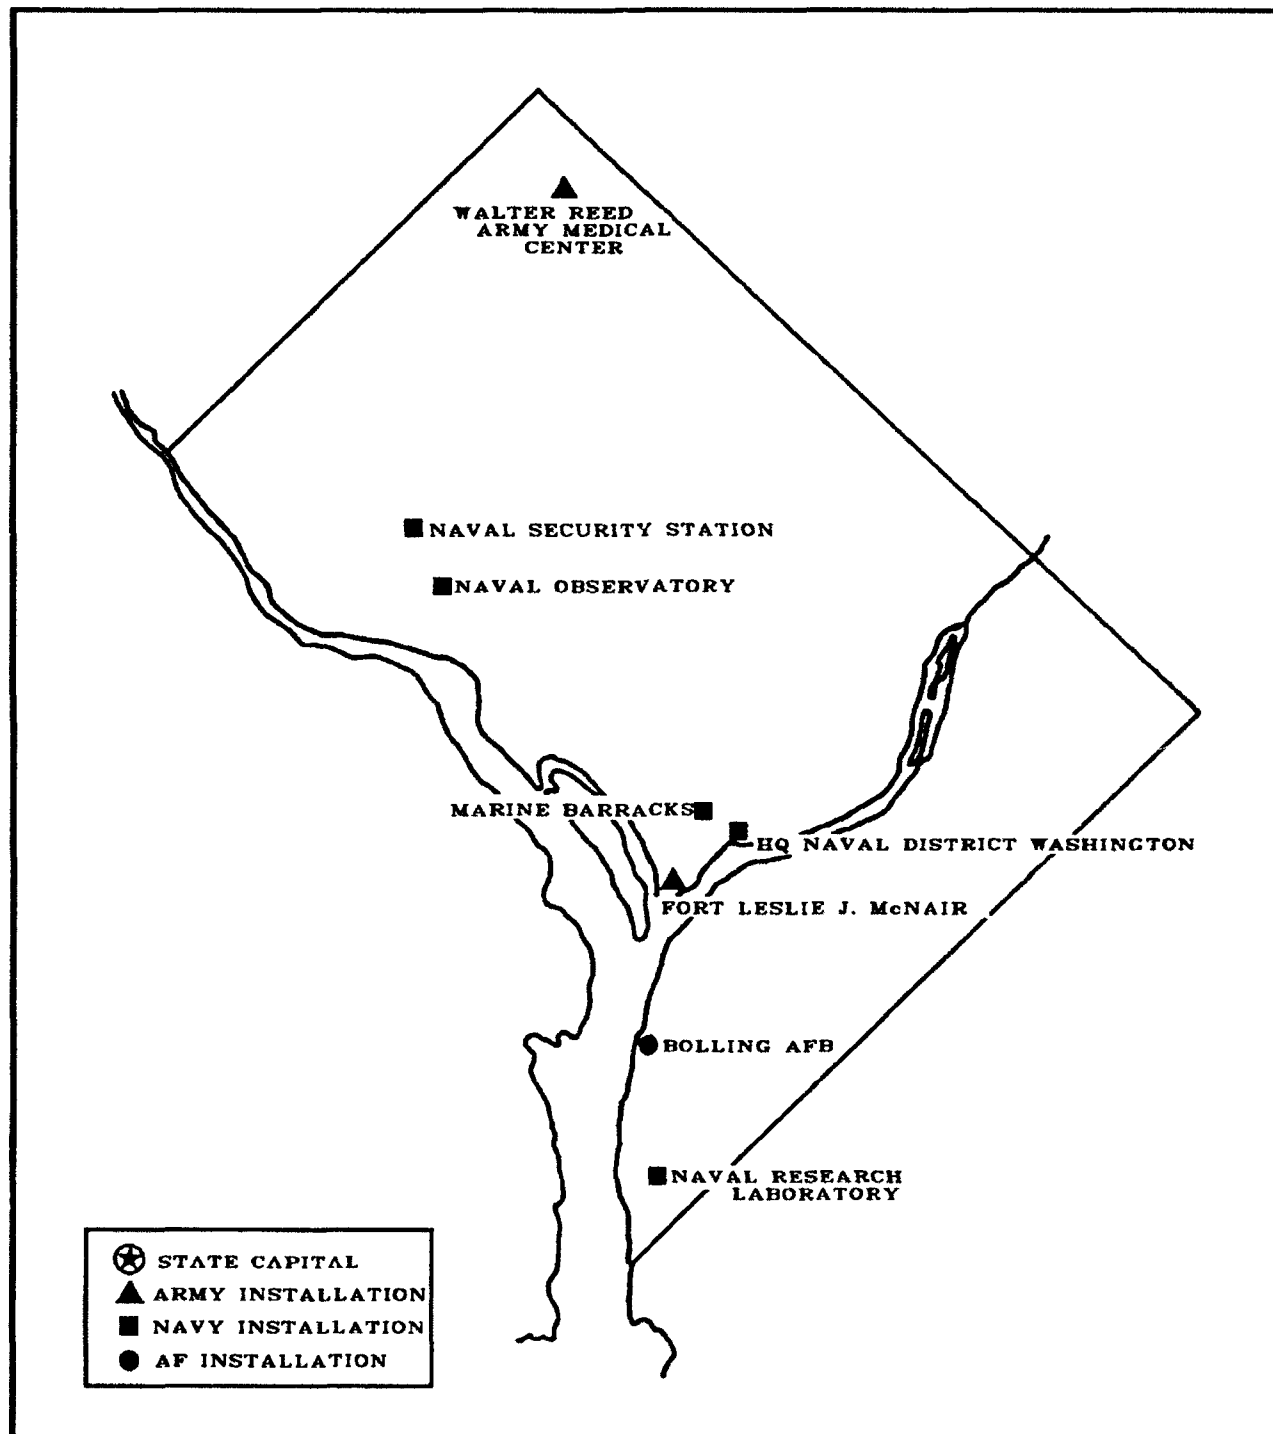 WALTER REED
ARMY MEDICAL
CENTER
NAVAL SECURITY STATION
NAVAL OBSERVATORY
MARINE BARRACKS
HQ NAVAL DISTRICT WASHINGTON
FORT LESLIE J. McNAIR
BOLLING AFB
NAVAL RESEARCH
LABORATORY
STATE CAPITAL
ARMY INSTALLATION
NAVY INSTALLATION
AF INSTALLATION